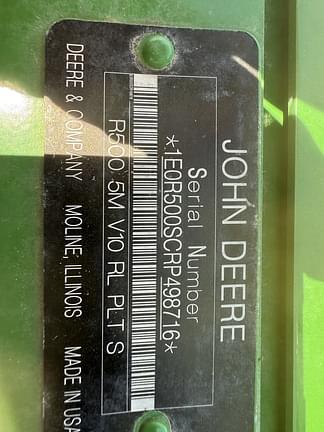 JOHN DEERE
Serial Number
*1E0R500SCRP498716*
R500 5M V10 RL PLT S
DEERE & COMPANY MOLINE, ILLINOIS MADE IN USA